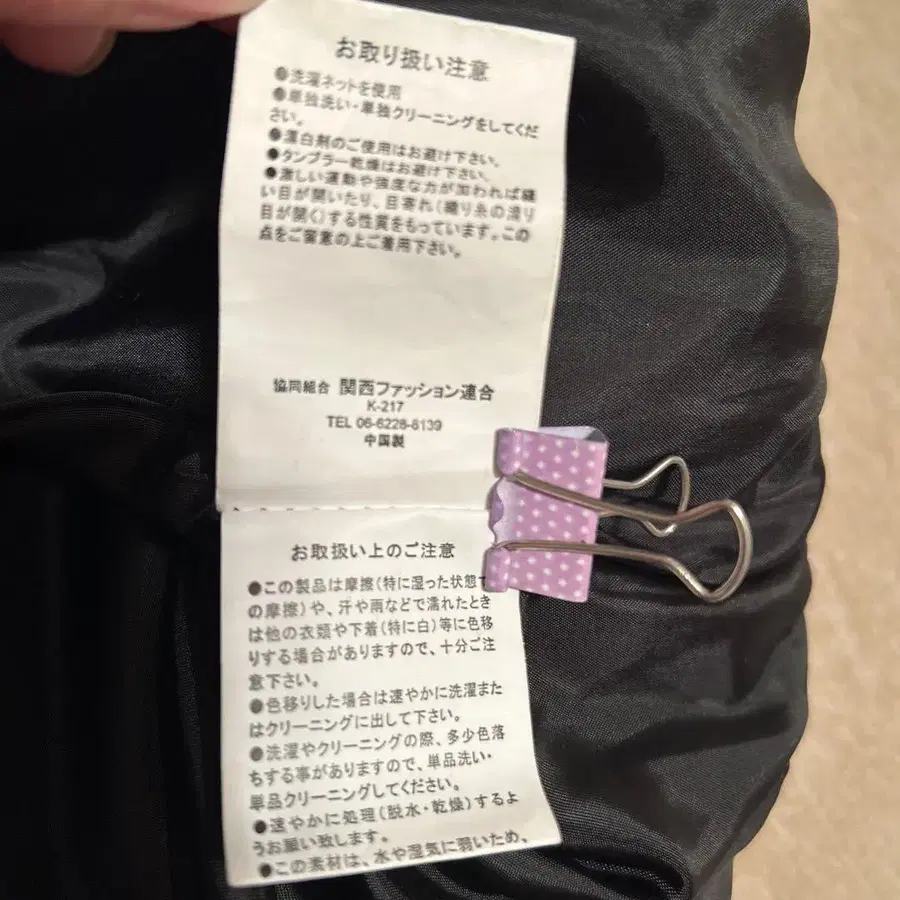 お取り扱い注意
●洗濯ネットを使用
●単独洗い・単独クリーニングをしてくだ
さい。
●漂白剤のご使用はお避け下さい。
●タンブラー乾燥はお避け下さい。
●激しい運動や強度な力が加われば縫
い目が開いたり、目寄れ(織り糸の滑り
目が開く)する性質をもっています。この
点をご留意の上ご着用下さい。
協同組合 関西ファッション連合
K-217
TEL 06-6228-8139
中国製
お取扱い上のご注意
●この製品は摩擦(特に湿った状態で
の摩擦)や、汗や雨などで濡れたとき
は他の衣類や下着(特に白)等に色移
りする場合がありますので、十分ご注
意下さい。
●色移りした場合は速やかに洗濯また
はクリーニングに出して下さい。
●洗濯やクリーニングの際、多少色落
ちする事がありますので、単品洗い・
単品クリーニングしてください。
●速やかに処理(脱水・乾燥)するよ
うお願い致します。
●この素材は、水や湿気に弱いため、